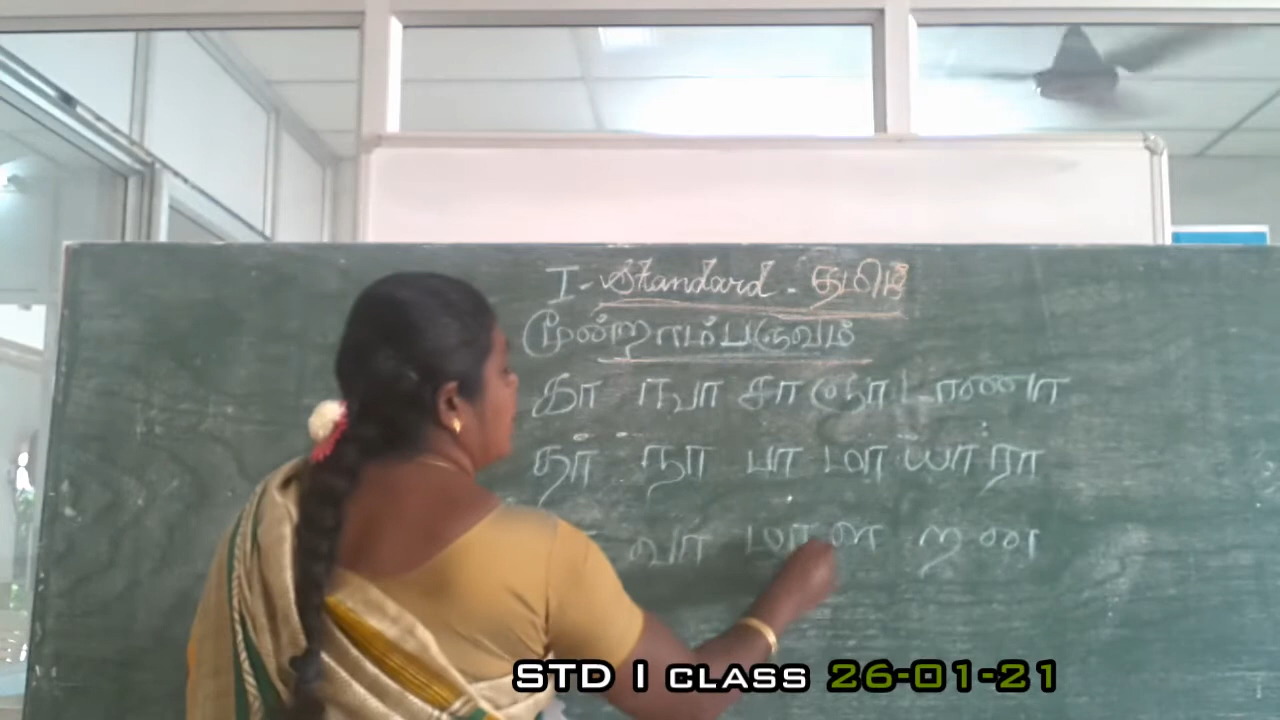 I - Standard - தமிழ்
மூன்றாம் பருவம்
கா ஙா சா ஞா டா ணா
தா நா பா மா யா ரா
வா ழா ள ற ன
STD I CLASS 26-01-21